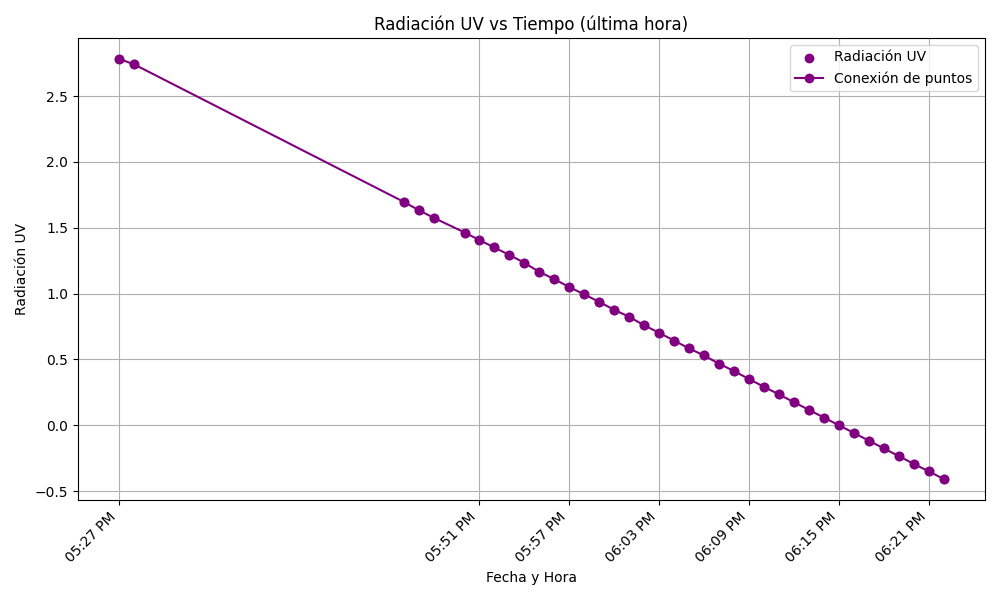 Radiación UV vs Tiempo (última hora)
Radiación UV
Conexión de puntos
Radiación UV
2.5
2.0
1.5
1.0
0.5
0.0
−0.5
05:27 PM
05:51 PM
05:57 PM
06:03 PM
06:09 PM
06:15 PM
06:21 PM
Fecha y Hora